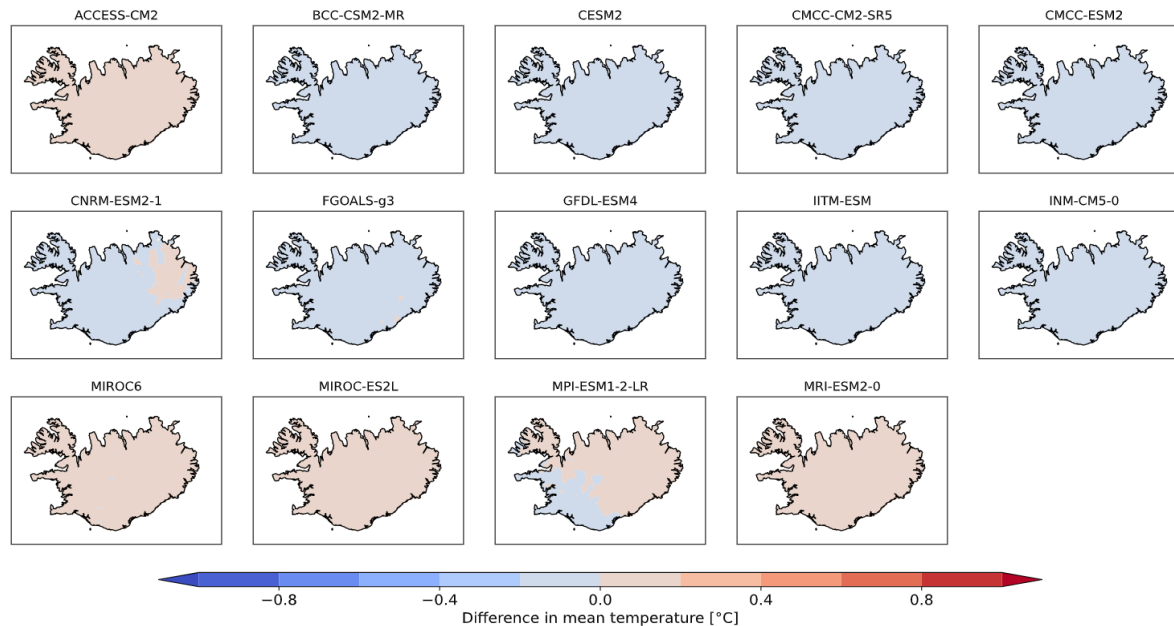 ACCESS-CM2 BCC-CSM2-MR CESM2 CMCC-CM2-SR5 CMCC-ESM2
CNRM-ESM2-1 FGOALS-g3 GFDL-ESM4 IITM-ESM INM-CM5-0
MIROC6 MIROC-ES2L MPI-ESM1-2-LR MRI-ESM2-0
−0.8 −0.4 0.0 0.4 0.8
Difference in mean temperature [°C]